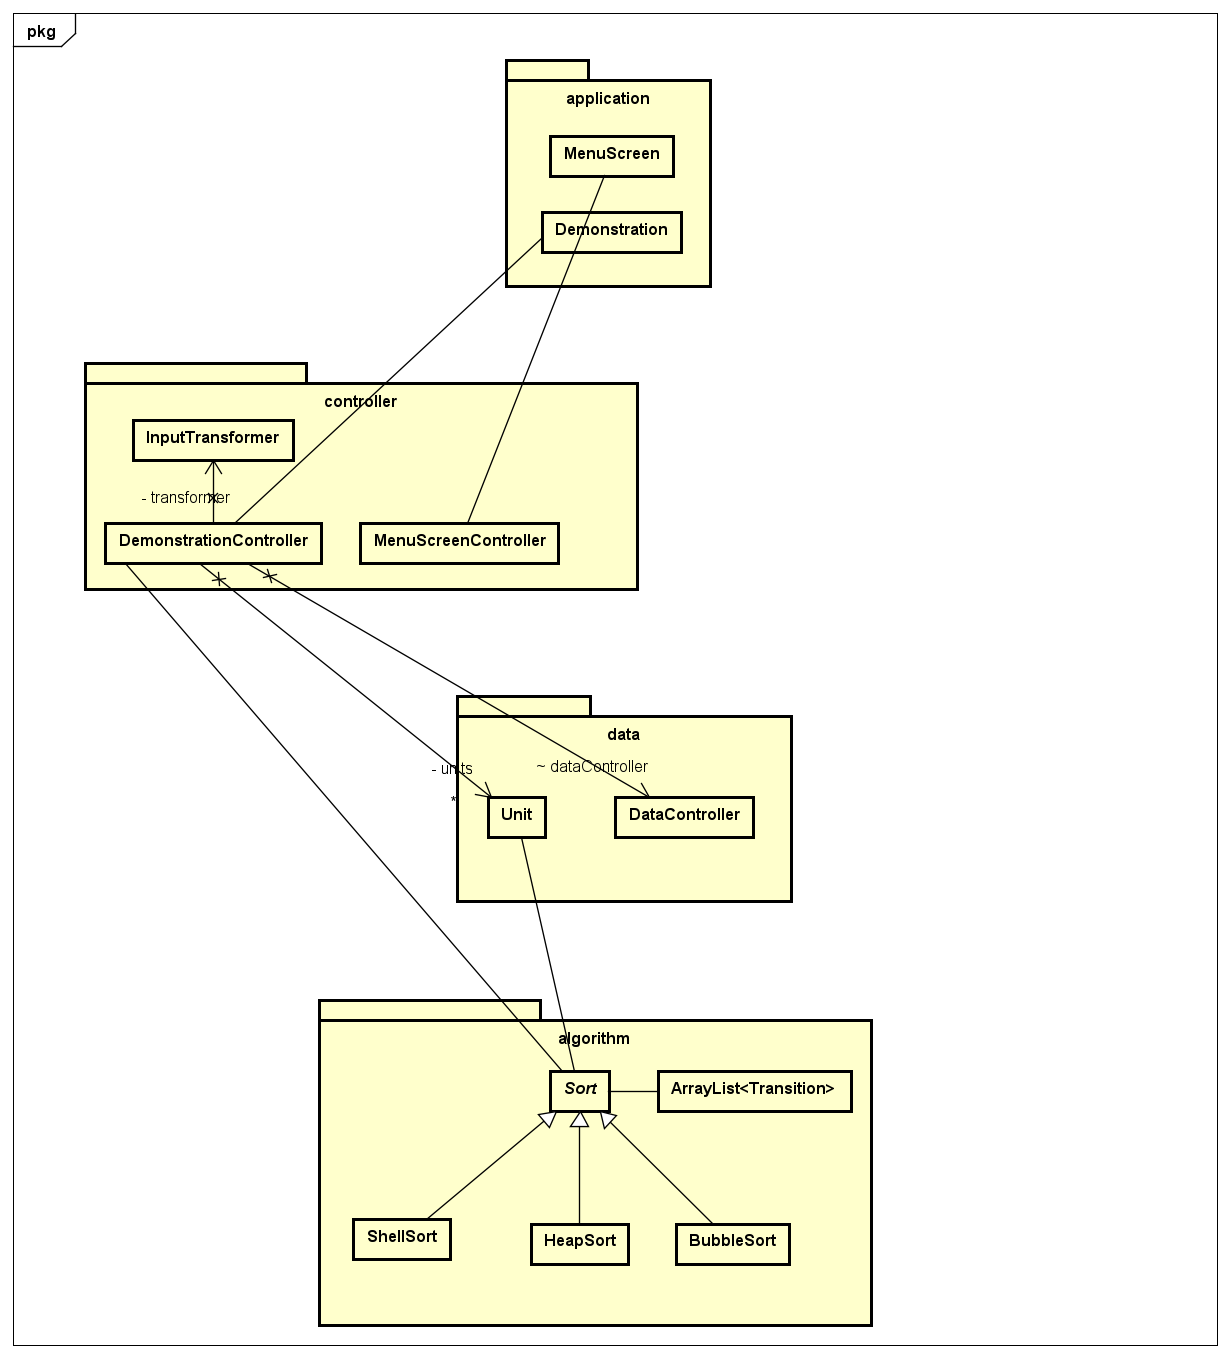 pkg
application
MenuScreen
Demonstration
controller
InputTransformer
- transformer
DemonstrationController
MenuScreenController
data
- units
~ dataController
*
Unit
DataController
algorithm
Sort
ArrayList<Transition>
ShellSort
HeapSort
BubbleSort